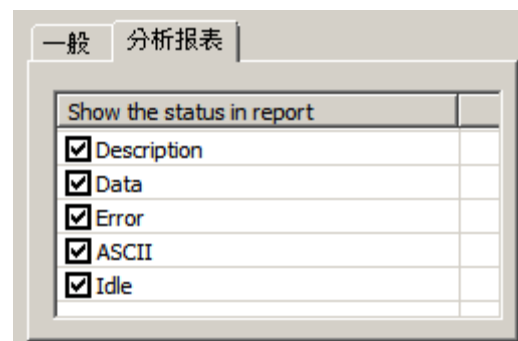 一般 分析报表
Show the status in report
Description
Data
Error
ASCII
Idle